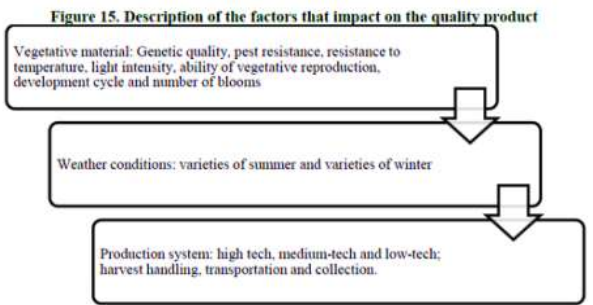 Figure 15. Description of the factors that impact on the quality product
Vegetative material: Genetic quality, pest resistance, resistance to
temperature, light intensity, ability of vegetative reproduction,
development cycle and number of blooms
Weather conditions: varieties of summer and varieties of winter
Production system: high tech, medium-tech and low-tech;
harvest handling, transportation and collection.